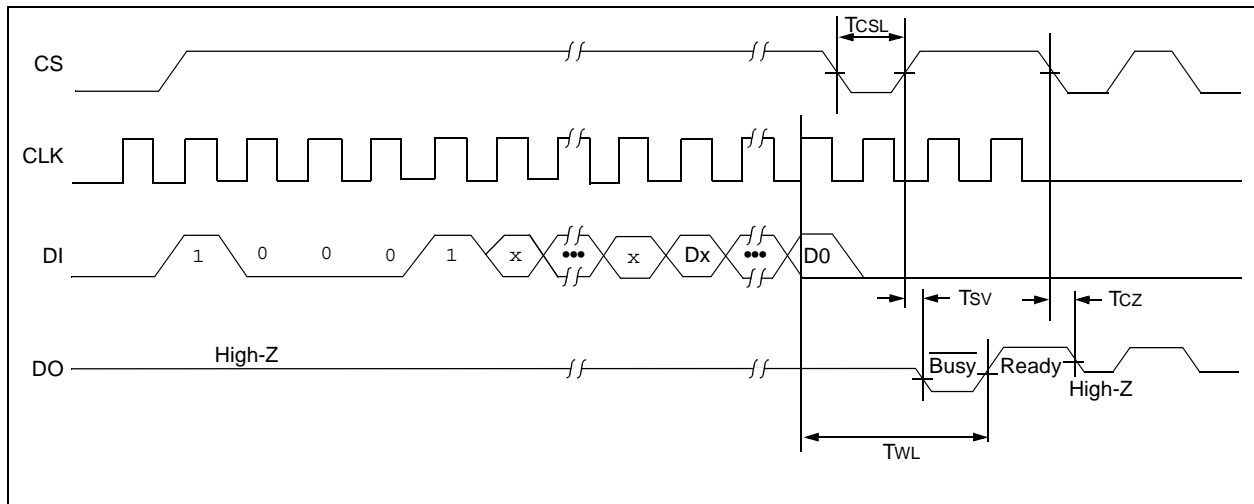 TCSL
CS
CLK
DI 1 0 0 0 1 x ••• x Dx ••• D0
TSV TCZ
High-Z
DO Busy Ready
High-Z
TWL